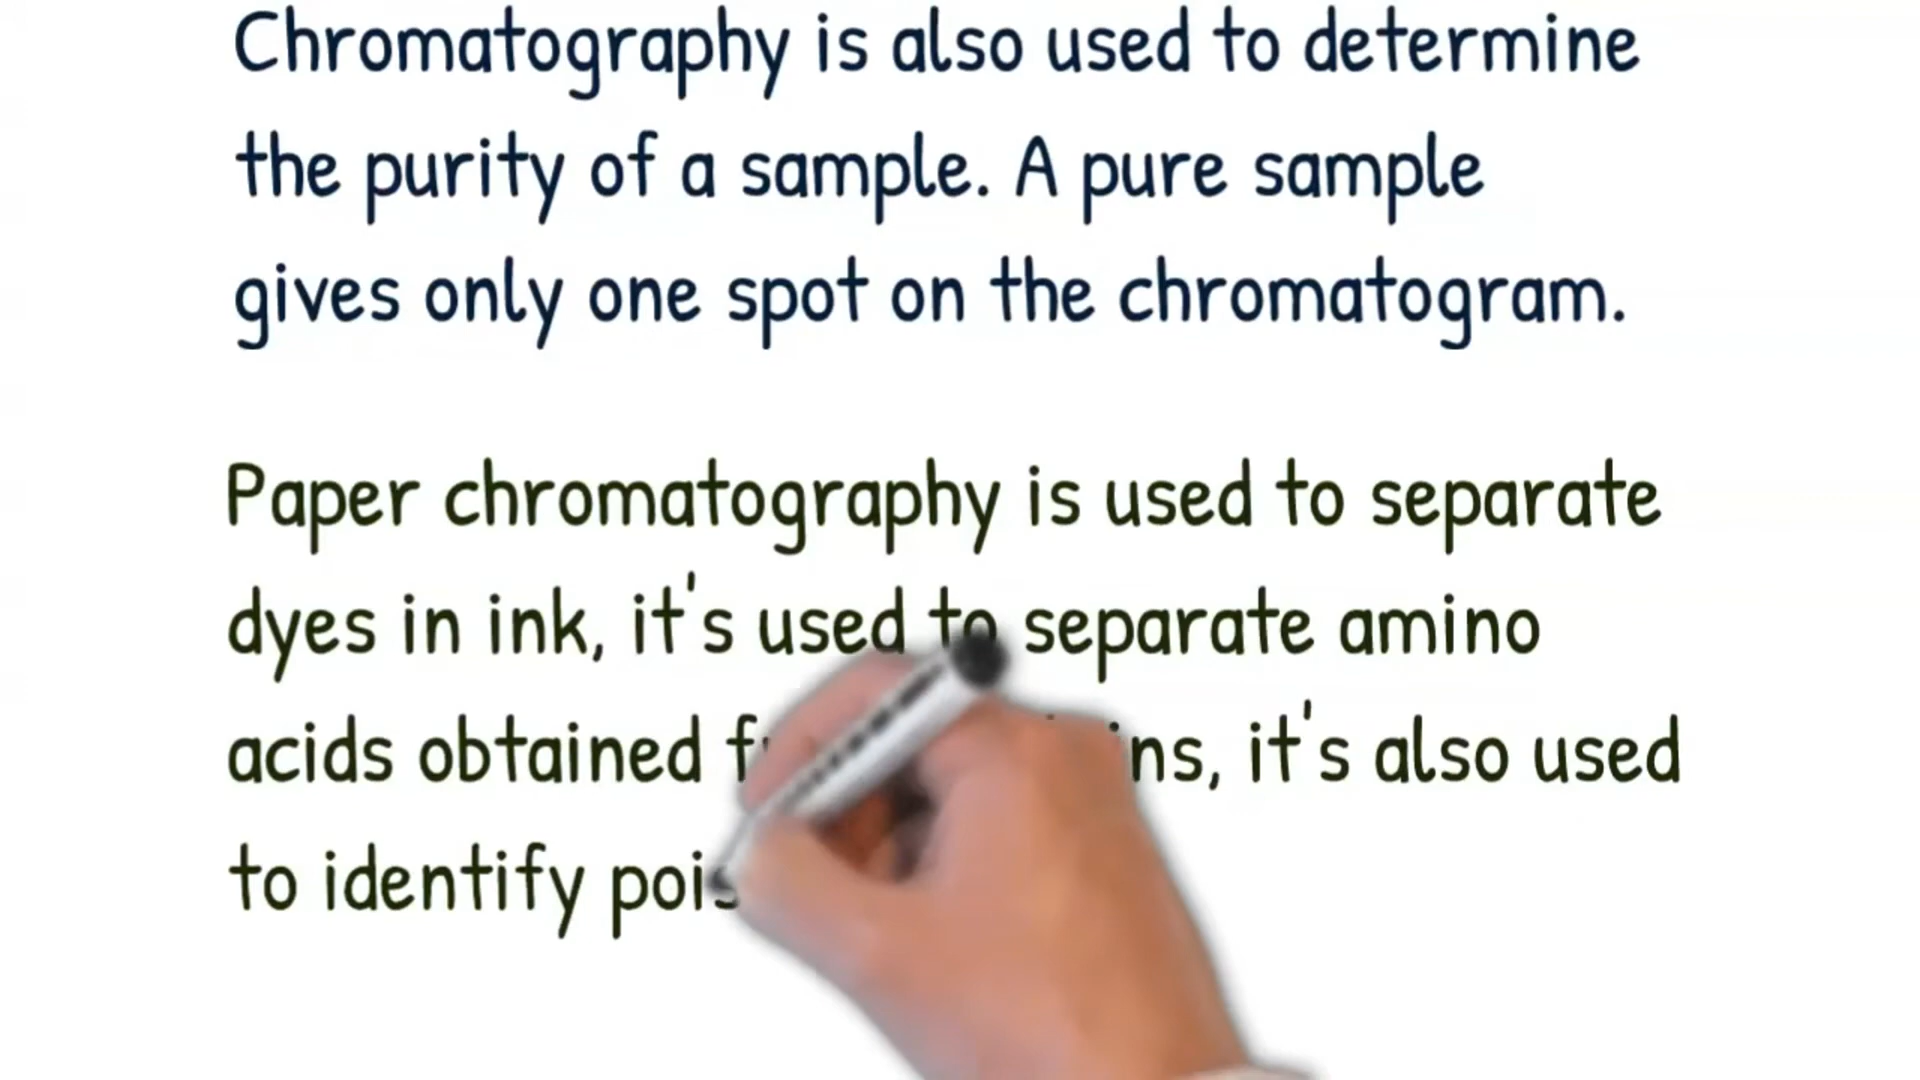 Chromatography is also used to determine
the purity of a sample. A pure sample
gives only one spot on the chromatogram.
Paper chromatography is used to separate
dyes in ink, it's used to separate amino
acids obtained it's also used
to identify